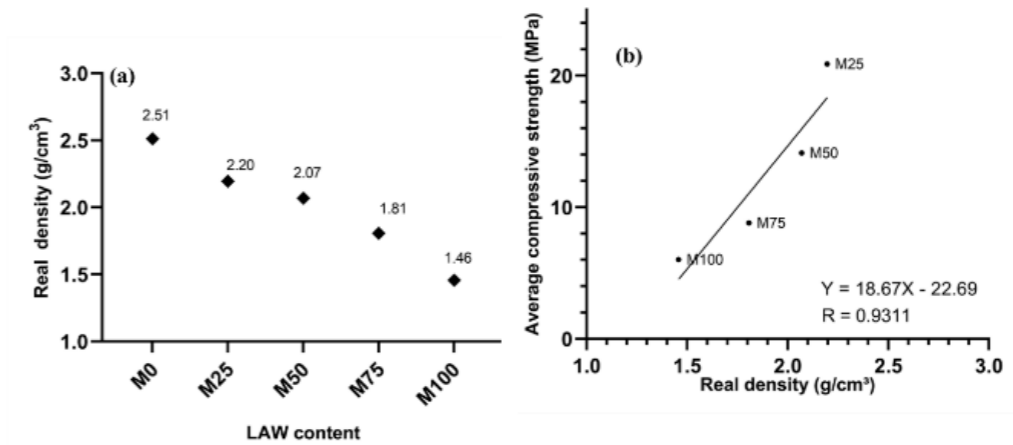 (a)
Real density (g/cm³)
3.0
2.5
2.0
1.5
1.0
2.51
2.20
2.07
1.81
1.46
M0
M25
M50
M75
M100
LAW content
(b)
Average compressive strength (MPa)
20
10
0
M25
M50
M75
M100
Y = 18.67X - 22.69
R = 0.9311
1.0
1.5
2.0
2.5
3.0
Real density (g/cm³)